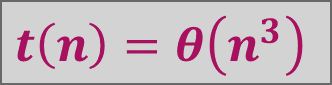 t(n) = θ(n³)